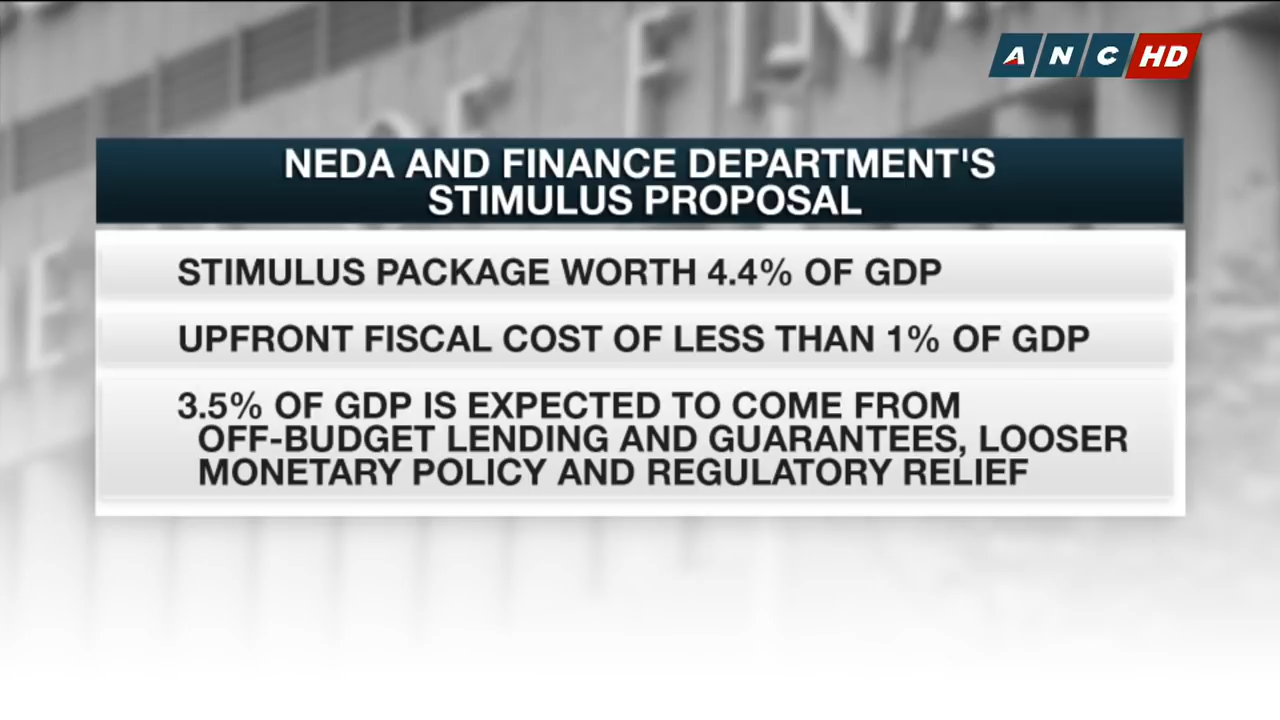 ANC HD
NEDA AND FINANCE DEPARTMENT'S
STIMULUS PROPOSAL
STIMULUS PACKAGE WORTH 4.4% OF GDP
UPFRONT FISCAL COST OF LESS THAN 1% OF GDP
3.5% OF GDP IS EXPECTED TO COME FROM
OFF-BUDGET LENDING AND GUARANTEES, LOOSER
MONETARY POLICY AND REGULATORY RELIEF